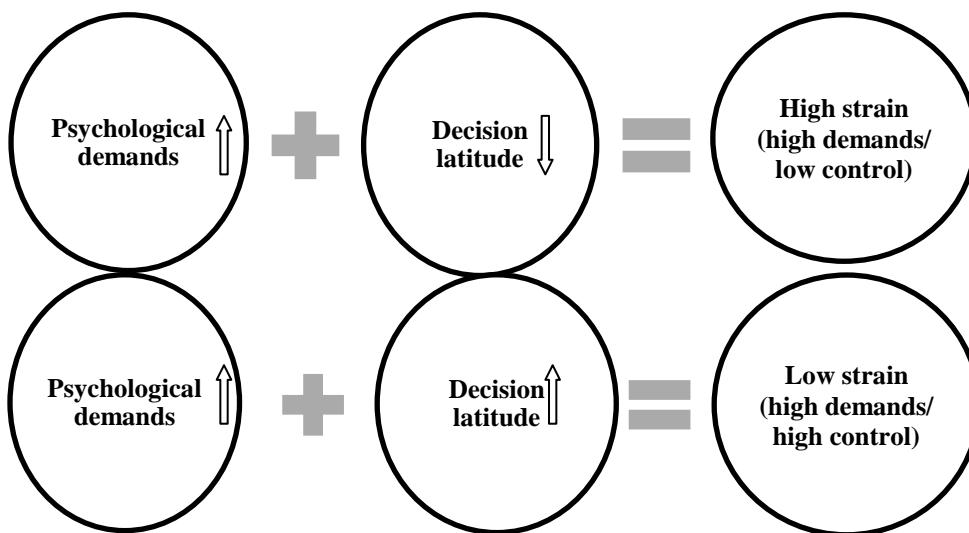 Psychological
demands
Decision
latitude
High strain
(high demands/
low control)
Psychological
demands
Decision
latitude
Low strain
(high demands/
high control)